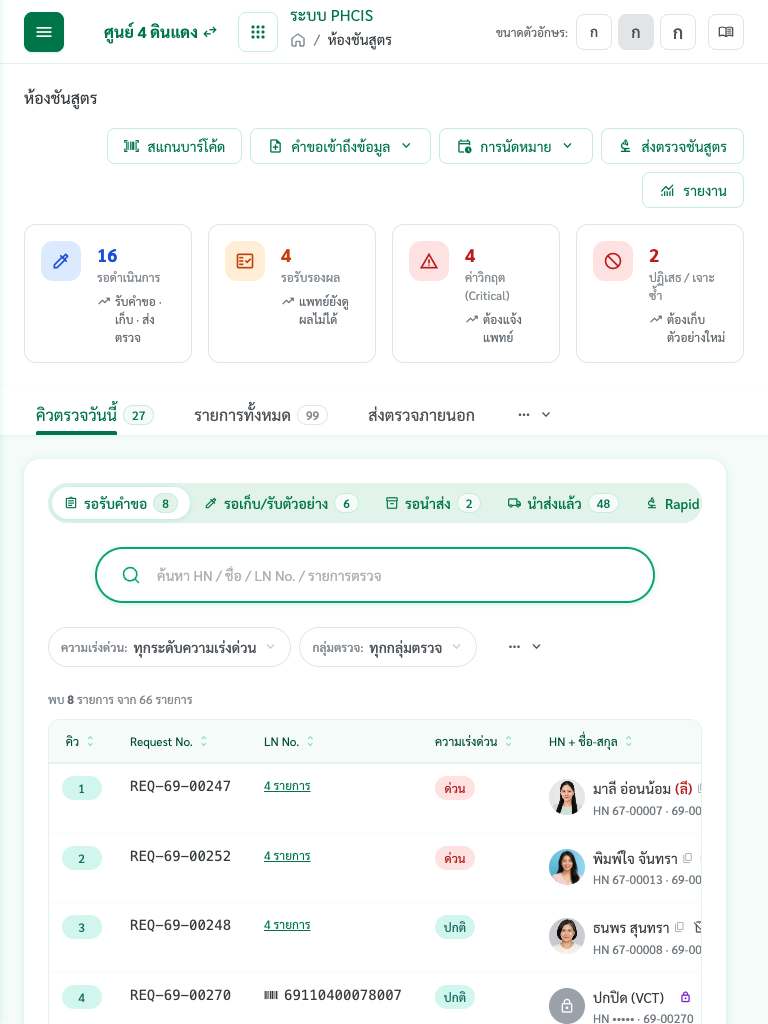 ศูนย์ 4 ดินแดง
ระบบ PHCIS
/ ห้องชันสูตร
ขนาดตัวอักษร: ก ก ก
ห้องชันสูตร
สแกนบาร์โค้ด คำขอเข้าถึงข้อมูล การนัดหมาย ส่งตรวจชันสูตร
รายงาน
16
รอดำเนินการ
รับคำขอ ·
เก็บ · ส่ง
ตรวจ
4
รอรับรองผล
แพทย์ยังดู
ผลไม่ได้
4
ค่าวิกฤต
(Critical)
ต้องแจ้ง
แพทย์
2
ปฏิเสธ / เจาะ
ซ้ำ
ต้องเก็บ
ตัวอย่างใหม่
คิวตรวจวันนี้ 27 รายการทั้งหมด 99 ส่งตรวจภายนอก ···
รอรับคำขอ 8 รอเก็บ/รับตัวอย่าง 6 รอนำส่ง 2 นำส่งแล้ว 48 Rapid
ค้นหา HN / ชื่อ / LN No. / รายการตรวจ
ความเร่งด่วน: ทุกระดับความเร่งด่วน กลุ่มตรวจ: ทุกกลุ่มตรวจ ···
พบ 8 รายการ จาก 66 รายการ
คิว Request No. LN No. ความเร่งด่วน HN + ชื่อ-สกุล
1 REQ-69-00247 4 รายการ ด่วน มาลี อ่อนน้อม (ลี)
HN 67-00007 · 69-00
2 REQ-69-00252 4 รายการ ด่วน พิมพ์ใจ จันทรา
HN 67-00013 · 69-00
3 REQ-69-00248 4 รายการ ปกติ ธนพร สุนทรา
HN 67-00008 · 69-00
4 REQ-69-00270 69110400078007 ปกติ ปกปิด (VCT)
HN ••••• · 69-00270